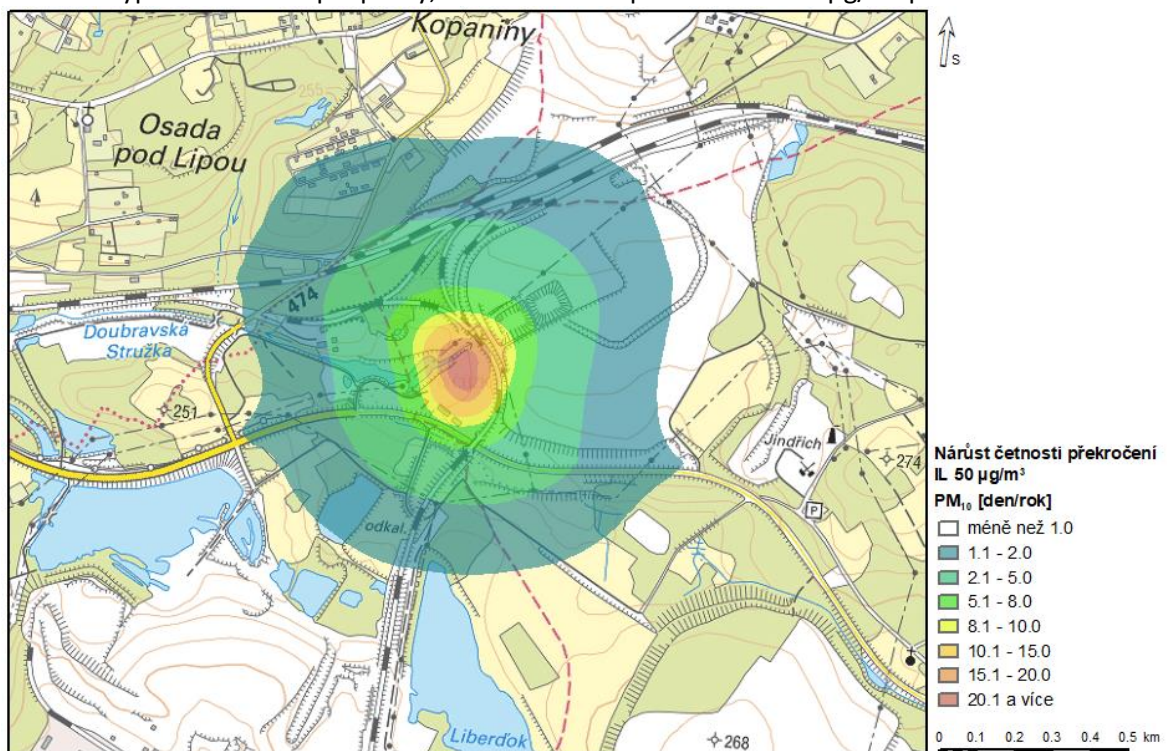 Kopaniny
S
255
Osada
pod Lipou
474
Doubravská
Stružka
251
Jindřich
274
P
odkal.
Liberďok
268
Nárůst četnosti překročení
IL 50 µg/m³
PM₁₀ [den/rok]
méně než 1.0
1.1 - 2.0
2.1 - 5.0
5.1 - 8.0
8.1 - 10.0
10.1 - 15.0
15.1 - 20.0
20.1 a více
0 0.1 0.2 0.3 0.4 0.5 km